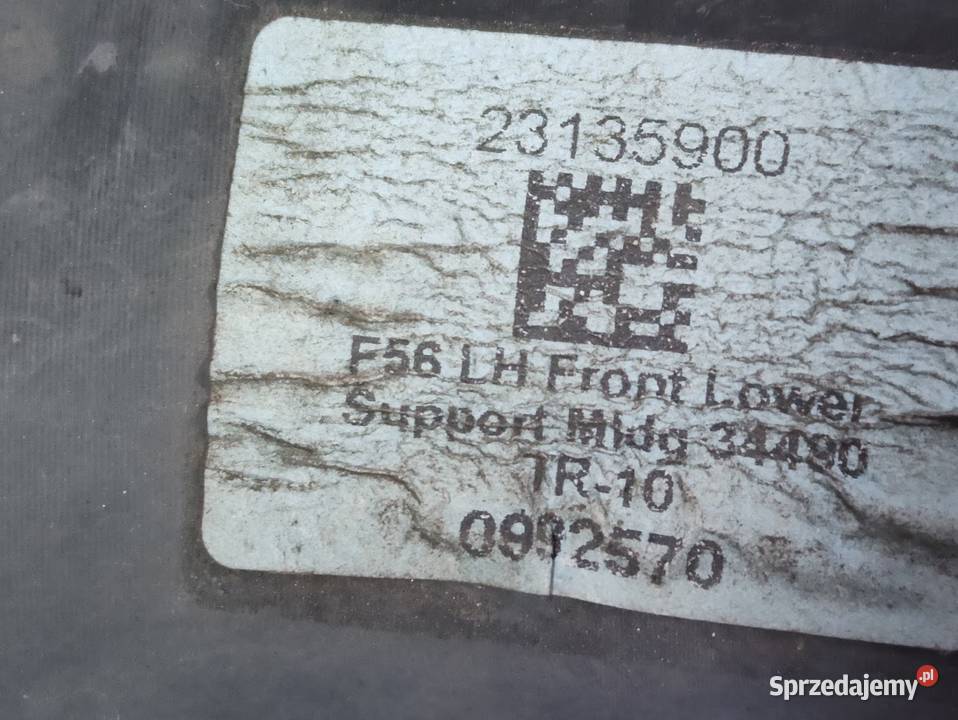 23135900
F56 LH Front Lower
Support Mldg 34490
TR-10
0992570
Sprzedajemy.pl